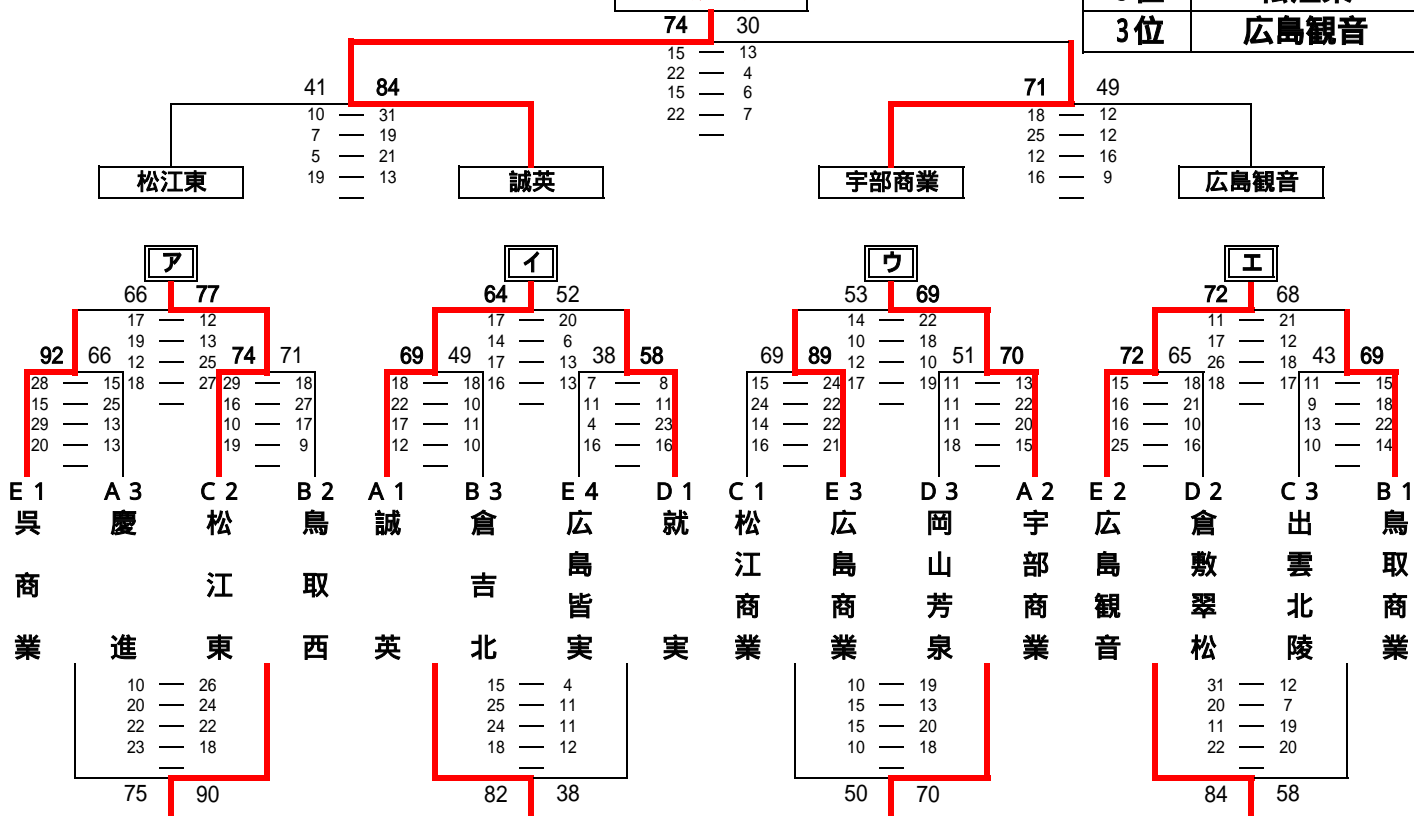 3位 広島観音
74 30
15 — 13
22 — 4
15 — 6
22 — 7
—
41 84
10 — 31
7 — 19
5 — 21
19 — 13
—
71 49
18 — 12
25 — 12
12 — 16
16 — 9
—
松江東 誠英 宇部商業 広島観音
ア イ ウ エ
66 77
17 — 12
19 — 13
12 — 25
18 — 27
—
64 52
17 — 20
14 — 6
17 — 13
16 — 13
—
53 69
14 — 22
10 — 18
12 — 10
17 — 19
—
72 68
11 — 21
17 — 12
26 — 18
18 — 17
—
92 66
28 — 15
15 — 25
29 — 13
20 — 13
—
74 71
29 — 18
16 — 27
10 — 17
19 — 9
—
69 49
18 — 18
22 — 10
17 — 11
12 — 10
—
38 58
7 — 8
11 — 11
4 — 23
16 — 16
—
69 89
15 — 24
24 — 22
14 — 22
16 — 21
—
51 70
11 — 13
11 — 22
11 — 20
18 — 15
—
72 65
15 — 18
16 — 21
16 — 10
25 — 16
—
43 69
11 — 15
9 — 18
13 — 22
10 — 14
—
E1 A3 C2 B2 A1 B3 E4 D1 C1 E3 D3 A2 E2 D2 C3 B1
呉商業
慶進
松江東
鳥取西
誠英
倉吉北
広島皆実
就実
松江商業
広島商業
岡山芳泉
宇部商業
広島観音
倉敷翠松
出雲北陵
鳥取商業
10 — 26
20 — 24
22 — 22
23 — 18
—
75 90
15 — 4
25 — 11
24 — 11
18 — 12
—
82 38
10 — 19
15 — 13
15 — 20
10 — 18
—
50 70
31 — 12
20 — 7
11 — 19
22 — 20
—
84 58